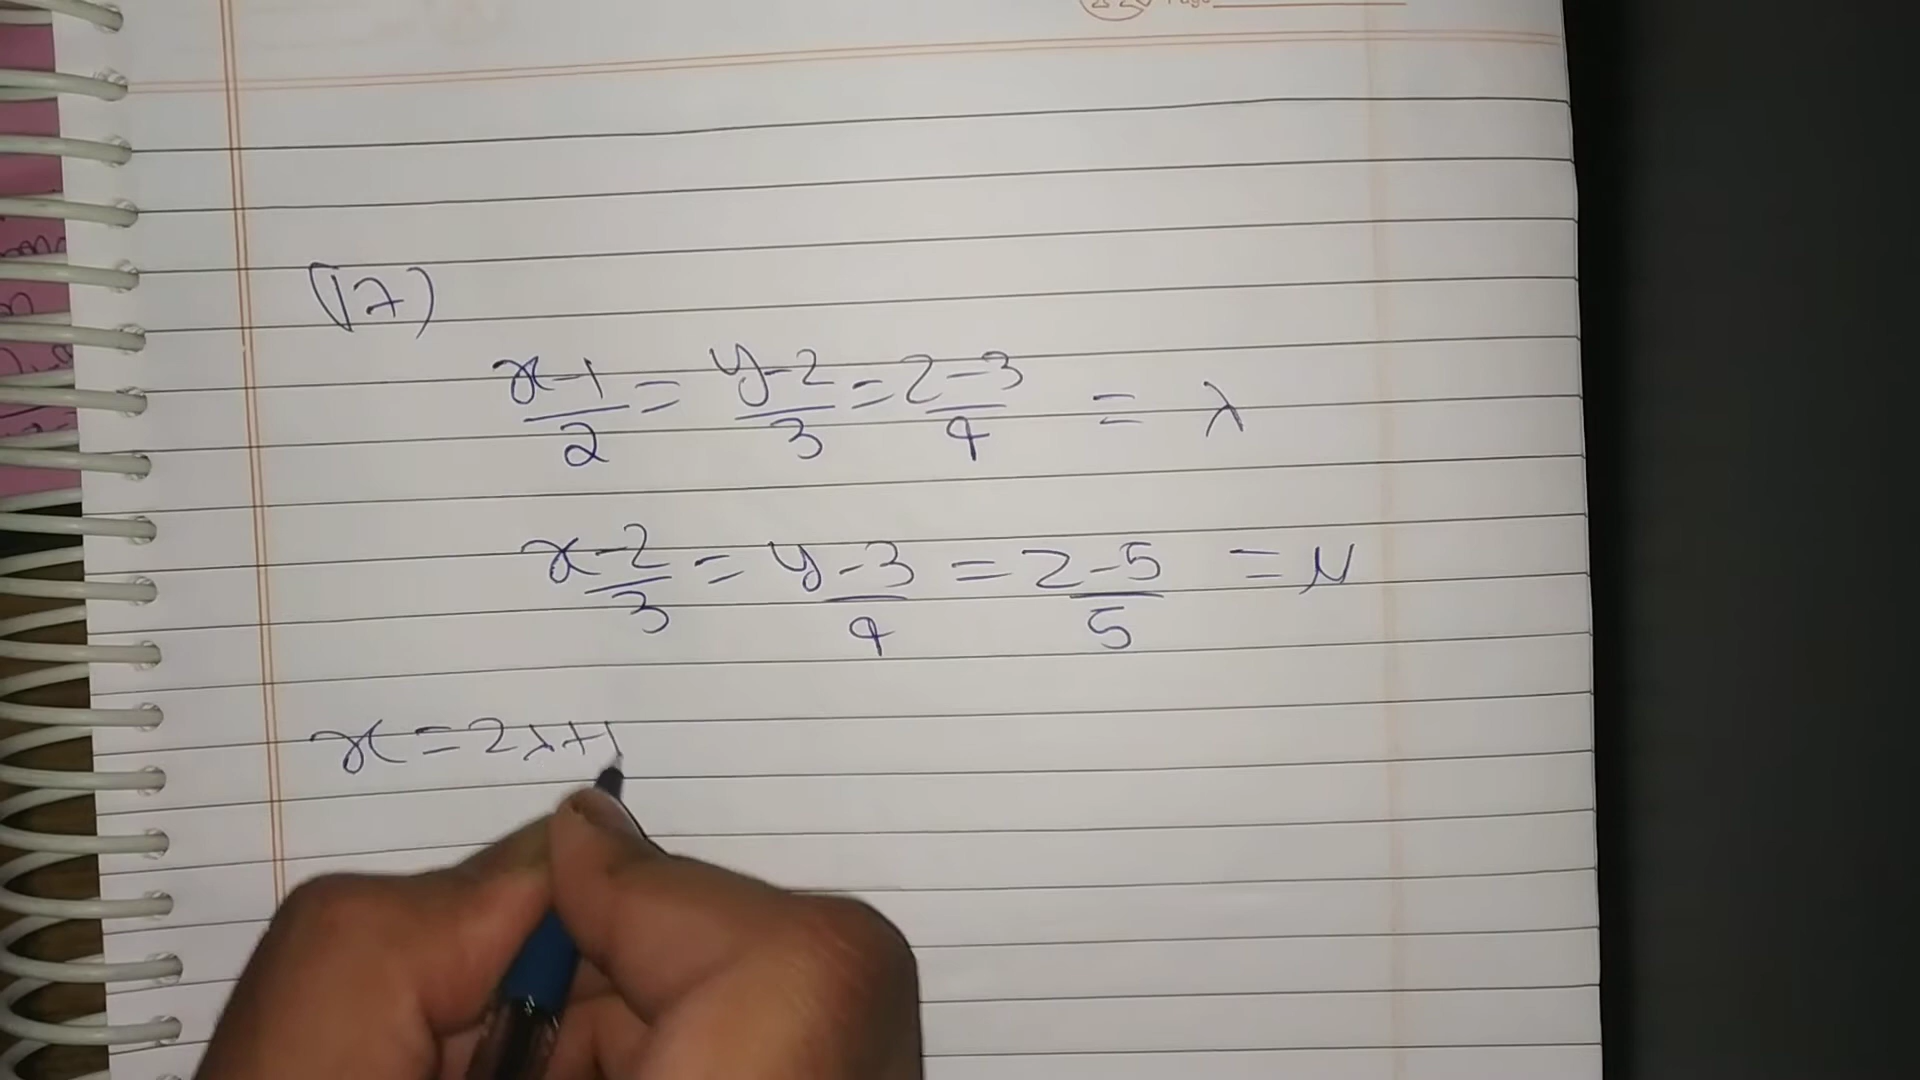 (17)
x-1/2 = y-2/3 = z-3/4 = λ
x-2/3 = y-3/4 = z-5/5 = μ
x = 2λ+1